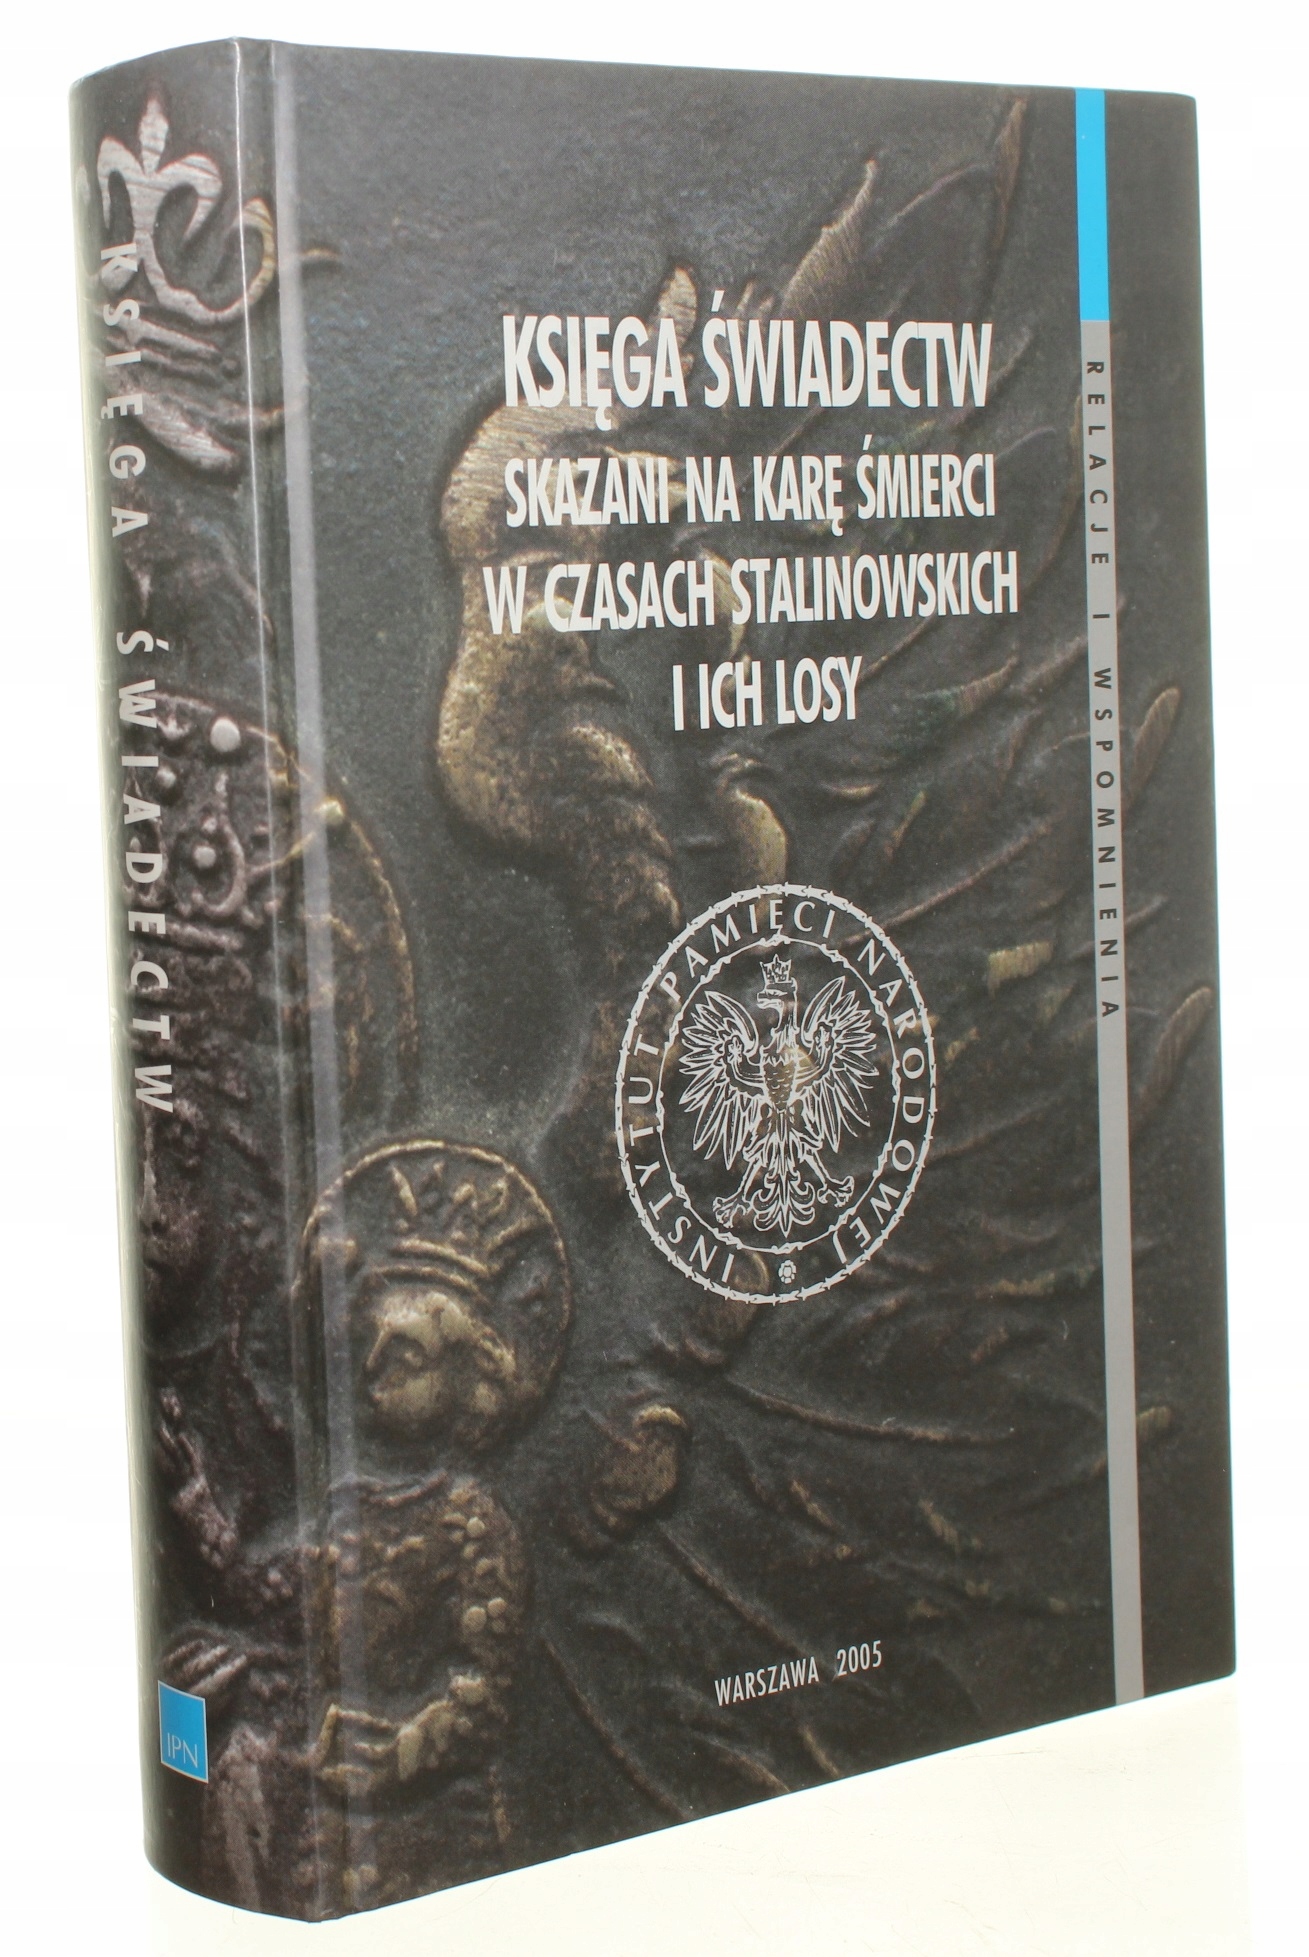 KSIĘGA ŚWIADECTW
KSIĘGA ŚWIADECTW
SKAZANI NA KARĘ ŚMIERCI
W CZASACH STALINOWSKICH
I ICH LOSY
RELACJE I WSPOMNIENIA
INSTYTUT PAMIĘCI NARODOWEJ
WARSZAWA 2005
IPN